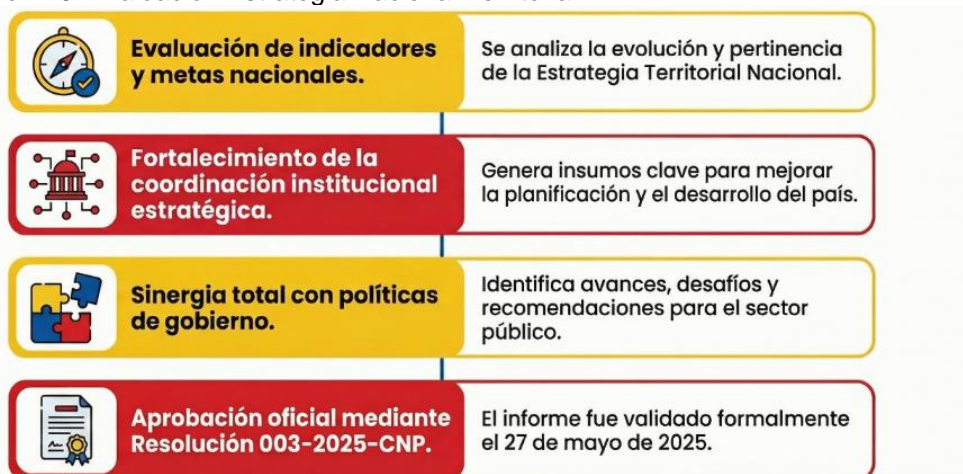 Evaluación de indicadores
y metas nacionales.
Se analiza la evolución y pertinencia
de la Estrategia Territorial Nacional.
Fortalecimiento de la
coordinación institucional
estratégica.
Genera insumos clave para mejorar
la planificación y el desarrollo del país.
Sinergia total con políticas
de gobierno.
Identifica avances, desafíos y
recomendaciones para el sector
público.
Aprobación oficial mediante
Resolución 003-2025-CNP.
El informe fue validado formalmente
el 27 de mayo de 2025.